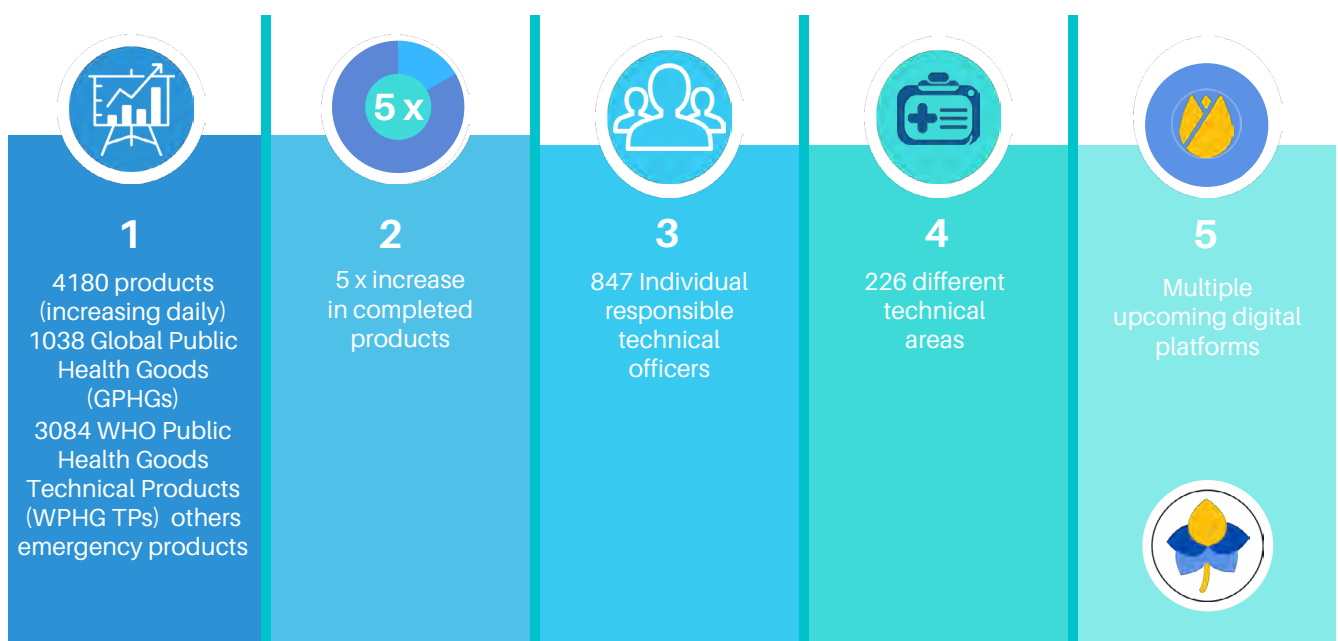 1
4180 products
(increasing daily)
1038 Global Public
Health Goods
(GPHGs)
3084 WHO Public
Health Goods
Technical Products
(WPHG TPs) others
emergency products
5 x
2
5 x increase
in completed
products
3
847 Individual
responsible
technical
officers
4
226 different
technical
areas
5
Multiple
upcoming digital
platforms